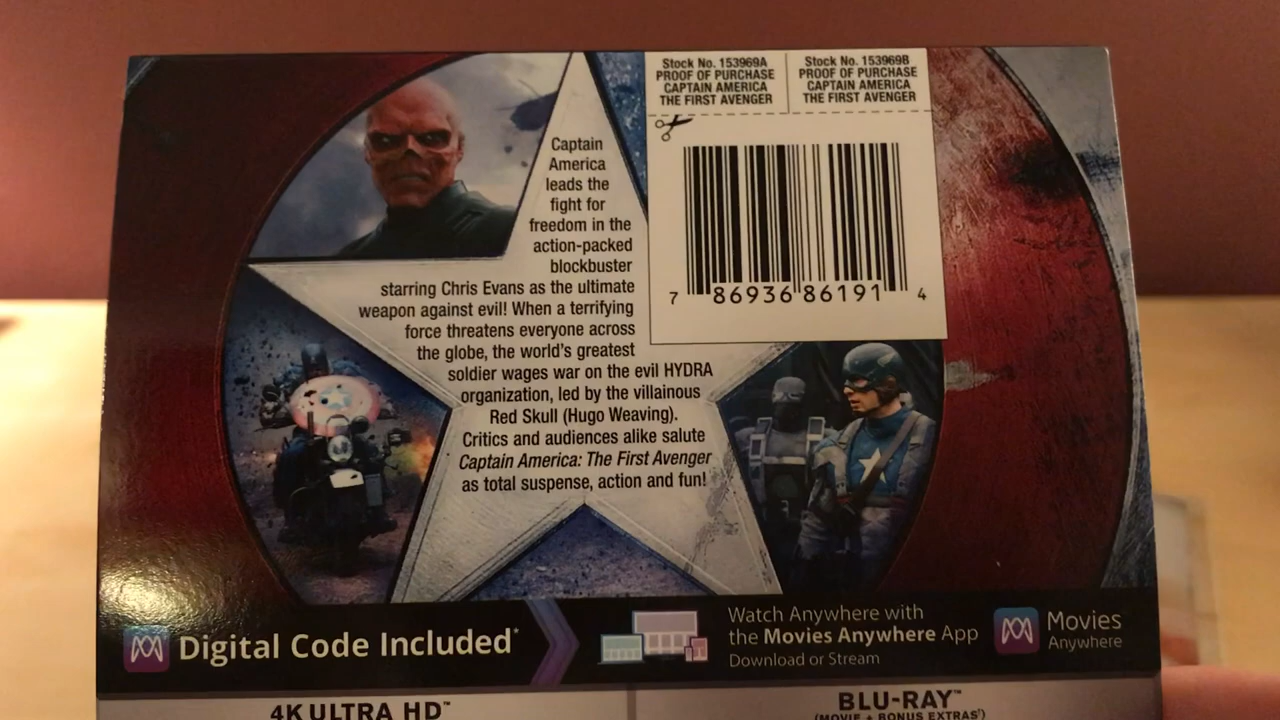 Stock No. 153969A
PROOF OF PURCHASE
CAPTAIN AMERICA
THE FIRST AVENGER
Stock No. 153969B
PROOF OF PURCHASE
CAPTAIN AMERICA
THE FIRST AVENGER
7 86936 86191 4
Captain
America
leads the
fight for
freedom in the
action-packed
blockbuster
starring Chris Evans as the ultimate
weapon against evil! When a terrifying
force threatens everyone across
the globe, the world's greatest
soldier wages war on the evil HYDRA
organization, led by the villainous
Red Skull (Hugo Weaving).
Critics and audiences alike salute
Captain America: The First Avenger
as total suspense, action and fun!
Digital Code Included*
Watch Anywhere with
the Movies Anywhere App
Download or Stream
Movies
Anywhere
4K ULTRA HD™
BLU-RAY™
(MOVIE + BONUS EXTRAS†)